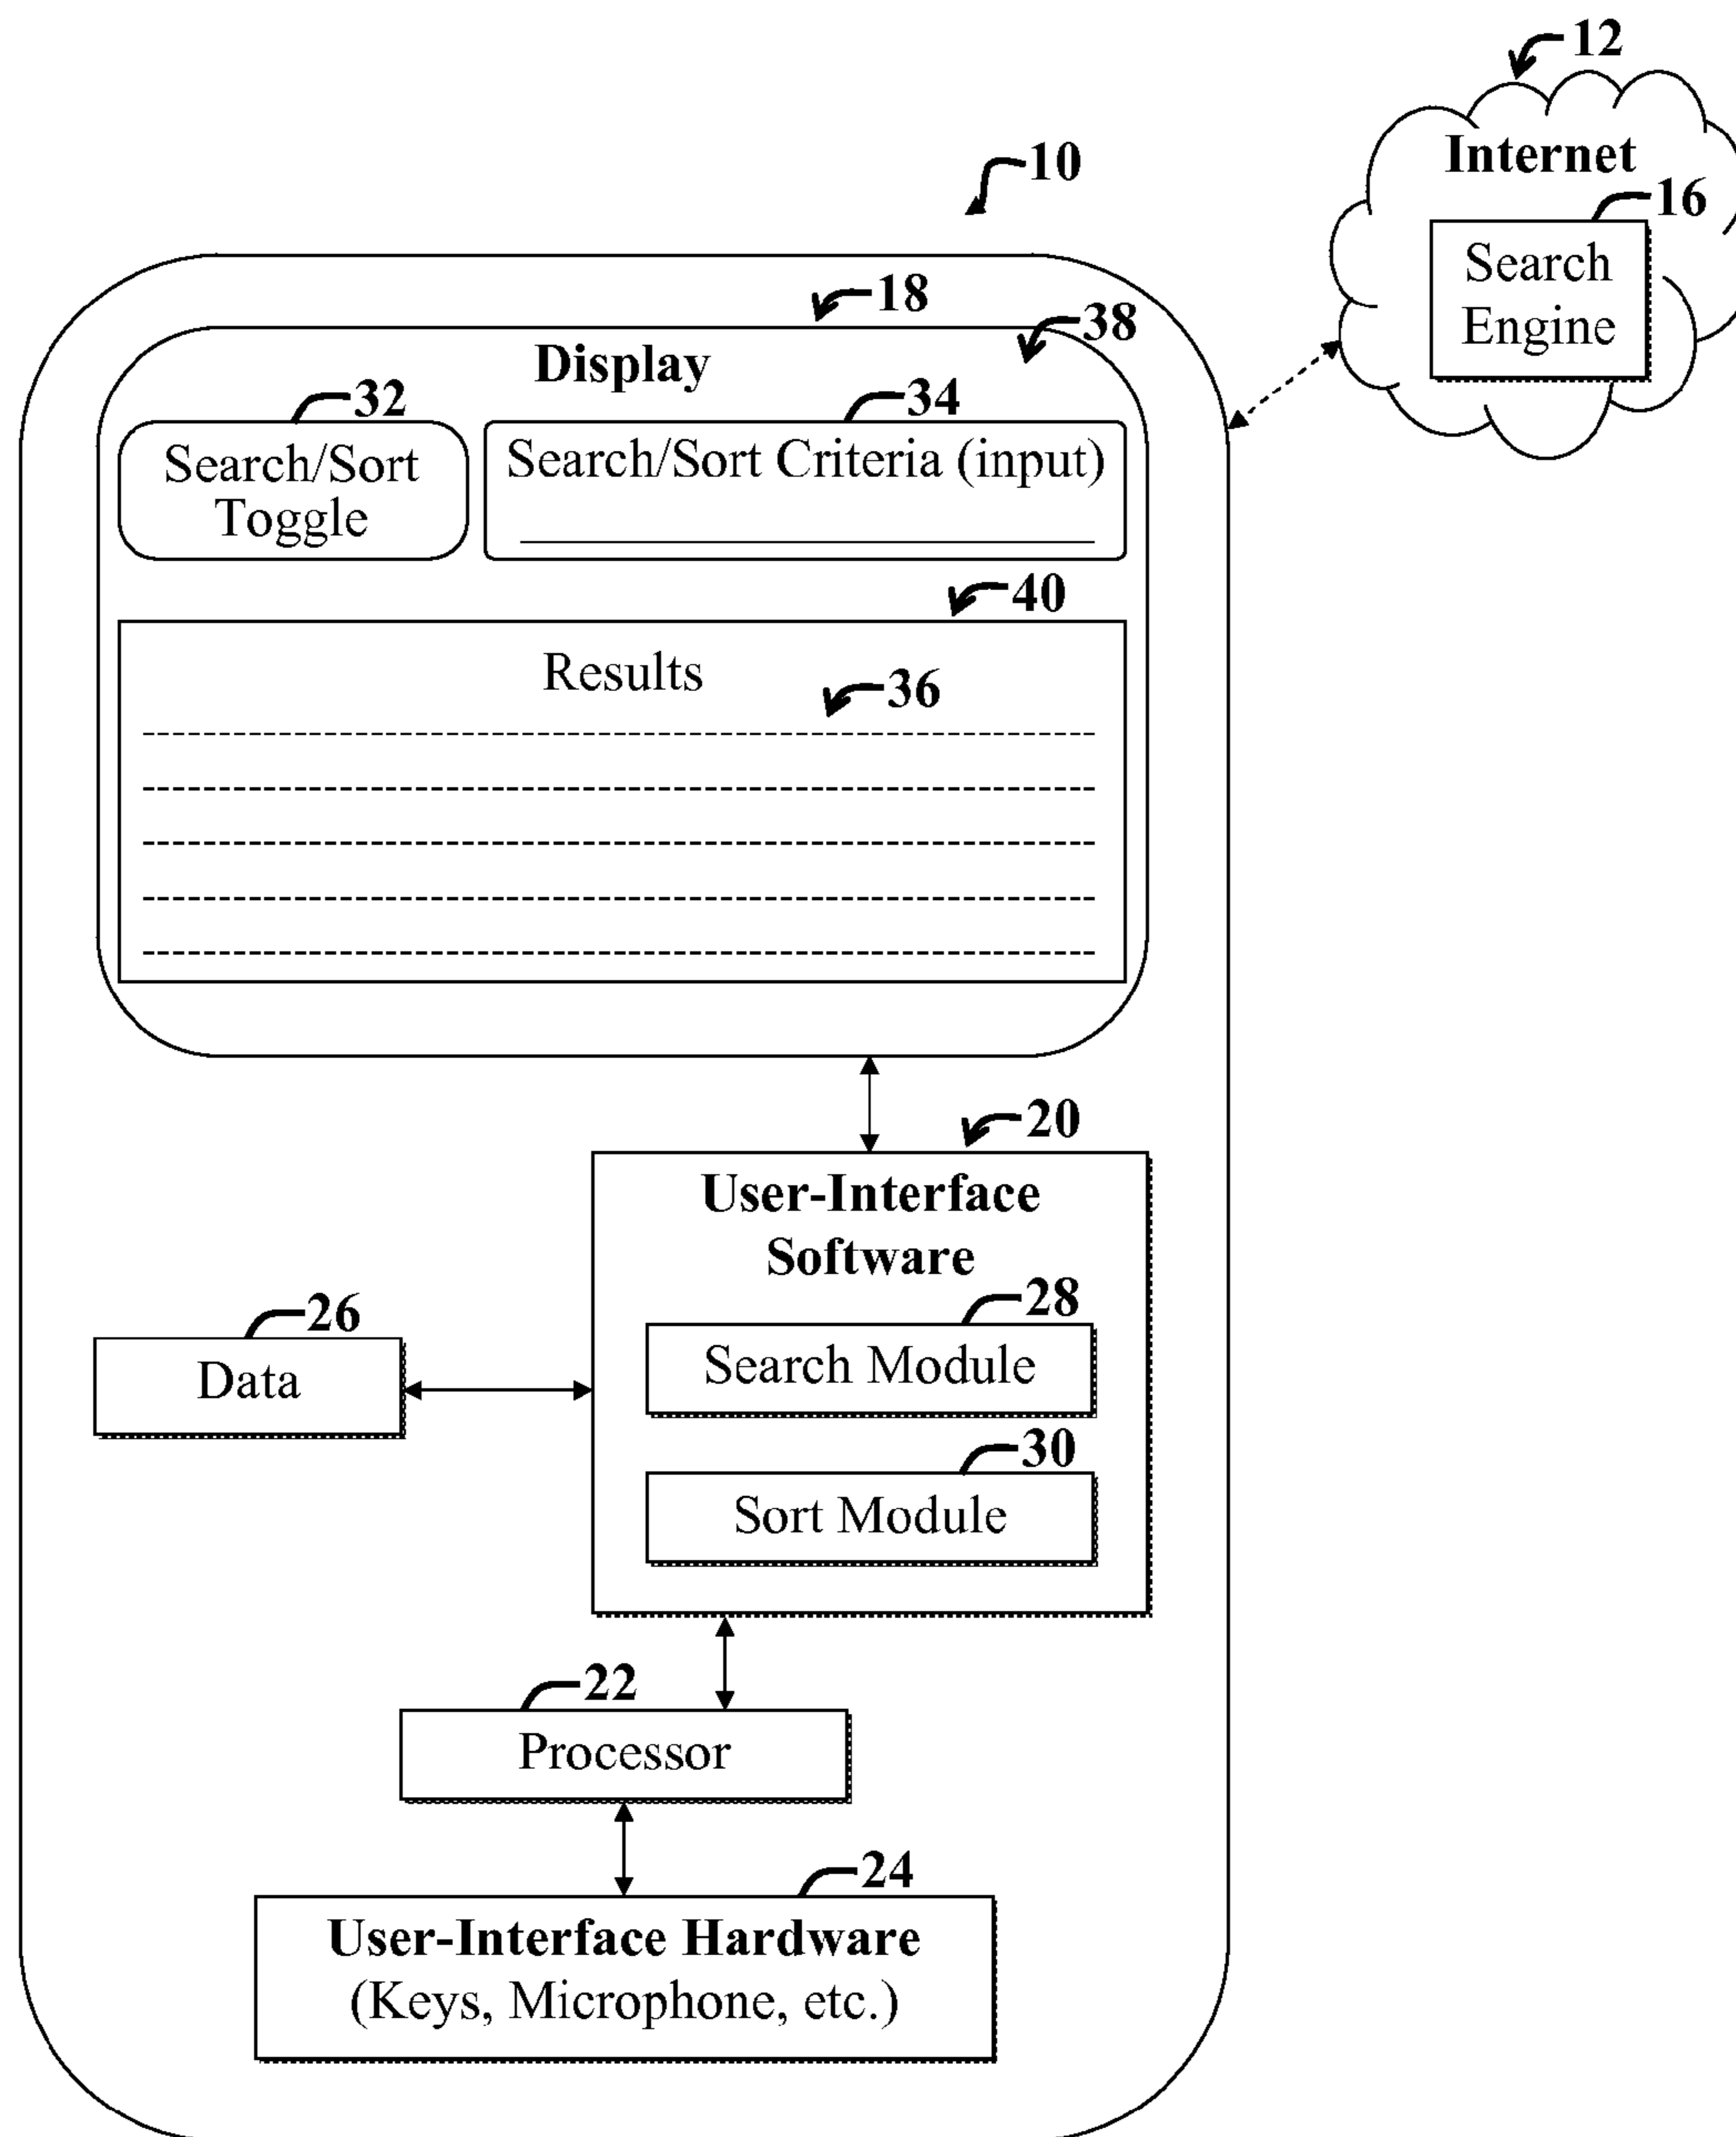 12
Internet
16
Search
Engine
10
18
38
Display
32
34
Search/Sort
Toggle
Search/Sort Criteria (input)
40
Results
36
20
User-Interface
Software
28
Search Module
26
Data
30
Sort Module
22
Processor
24
User-Interface Hardware
(Keys, Microphone, etc.)